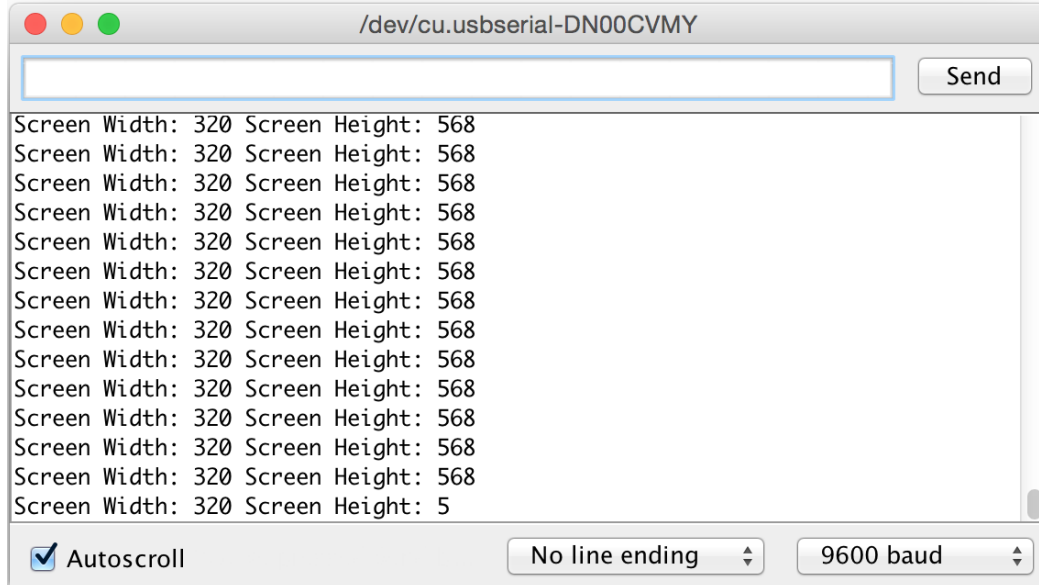 /dev/cu.usbserial-DN00CVMY
Send
Screen Width: 320 Screen Height: 568
Screen Width: 320 Screen Height: 568
Screen Width: 320 Screen Height: 568
Screen Width: 320 Screen Height: 568
Screen Width: 320 Screen Height: 568
Screen Width: 320 Screen Height: 568
Screen Width: 320 Screen Height: 568
Screen Width: 320 Screen Height: 568
Screen Width: 320 Screen Height: 568
Screen Width: 320 Screen Height: 568
Screen Width: 320 Screen Height: 568
Screen Width: 320 Screen Height: 568
Screen Width: 320 Screen Height: 568
Screen Width: 320 Screen Height: 5
Autoscroll No line ending 9600 baud